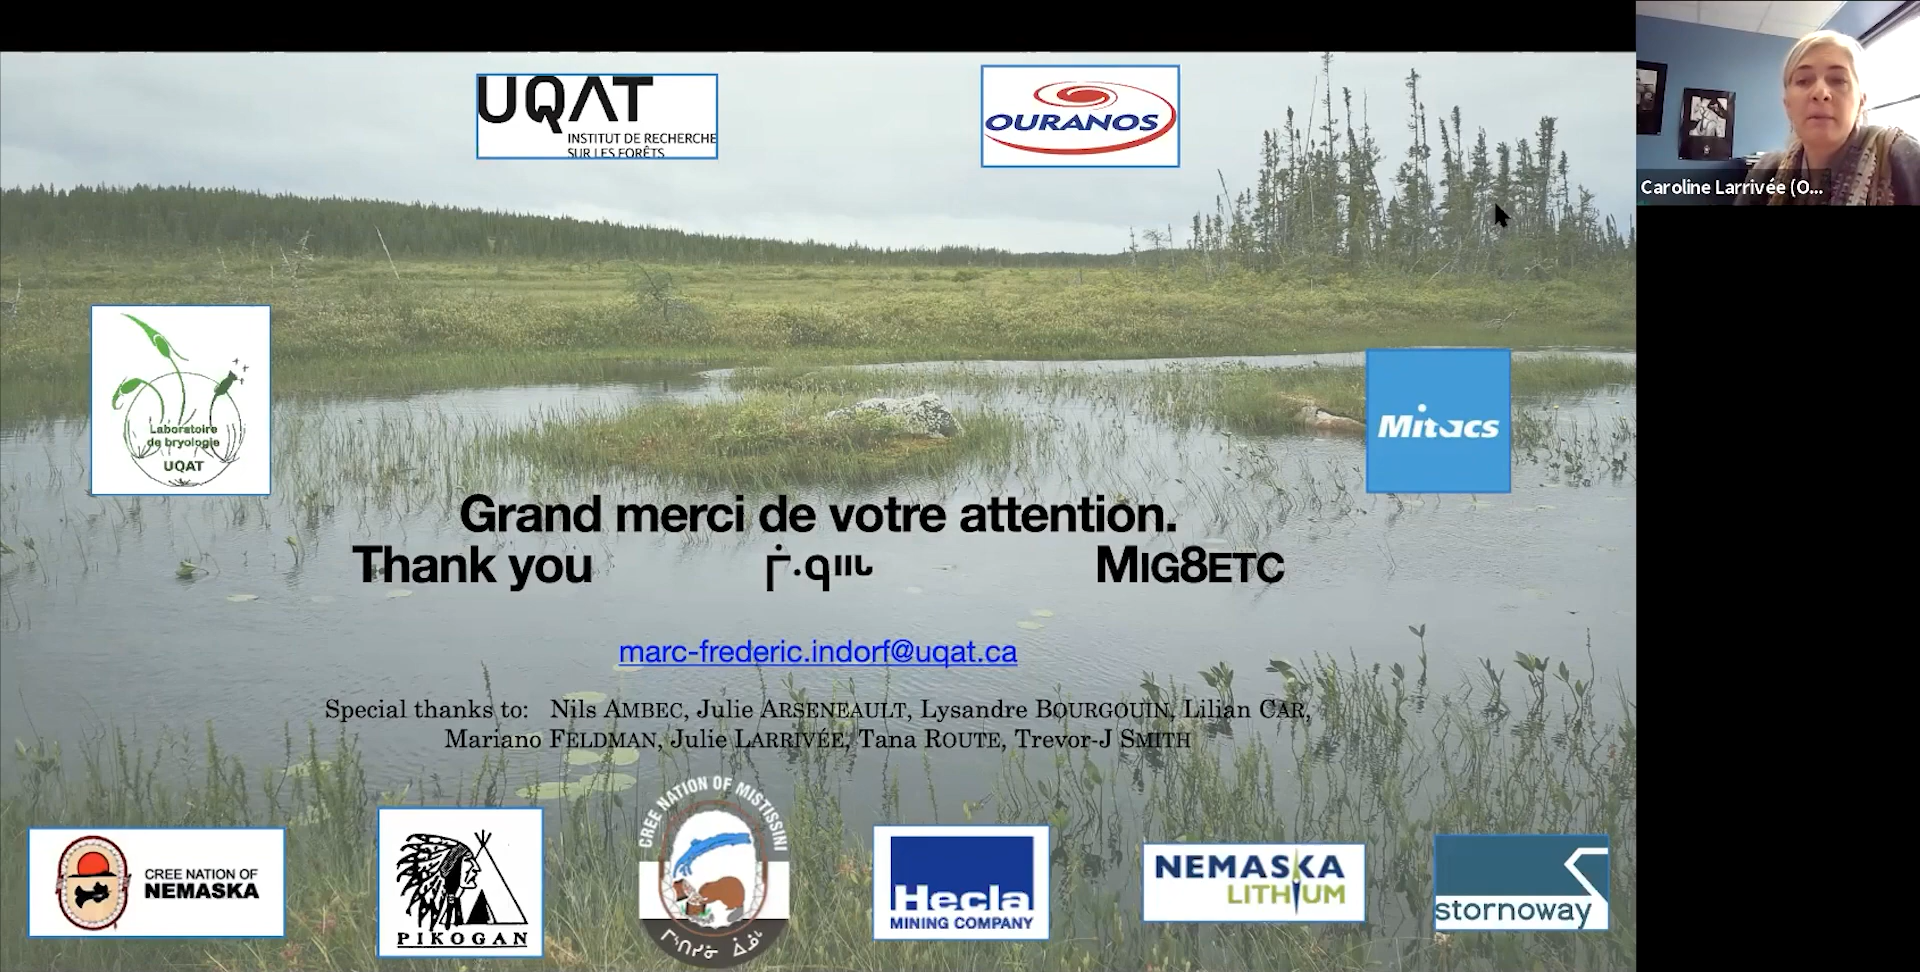 UQAT
INSTITUT DE RECHERCHE
SUR LES FORÊTS
OURANOS
Caroline Larrivée (O...
Laboratoire
de bryologie
UQAT
Mitacs
Grand merci de votre attention.
Thank you ᒦᐧᑫᐦᐡ MIG8ETC
marc-frederic.indorf@uqat.ca
Special thanks to: Nils AMBEC, Julie ARSENEAULT, Lysandre BOURGOUIN, Lilian CAR,
Mariano FELDMAN, Julie LARRIVÉE, Tana ROUTE, Trevor-J SMITH
CREE NATION OF
NEMASKA
PIKOGAN
CREE NATION OF MISTISSINI
Hecla
MINING COMPANY
NEMASKA
LITHIUM
stornoway